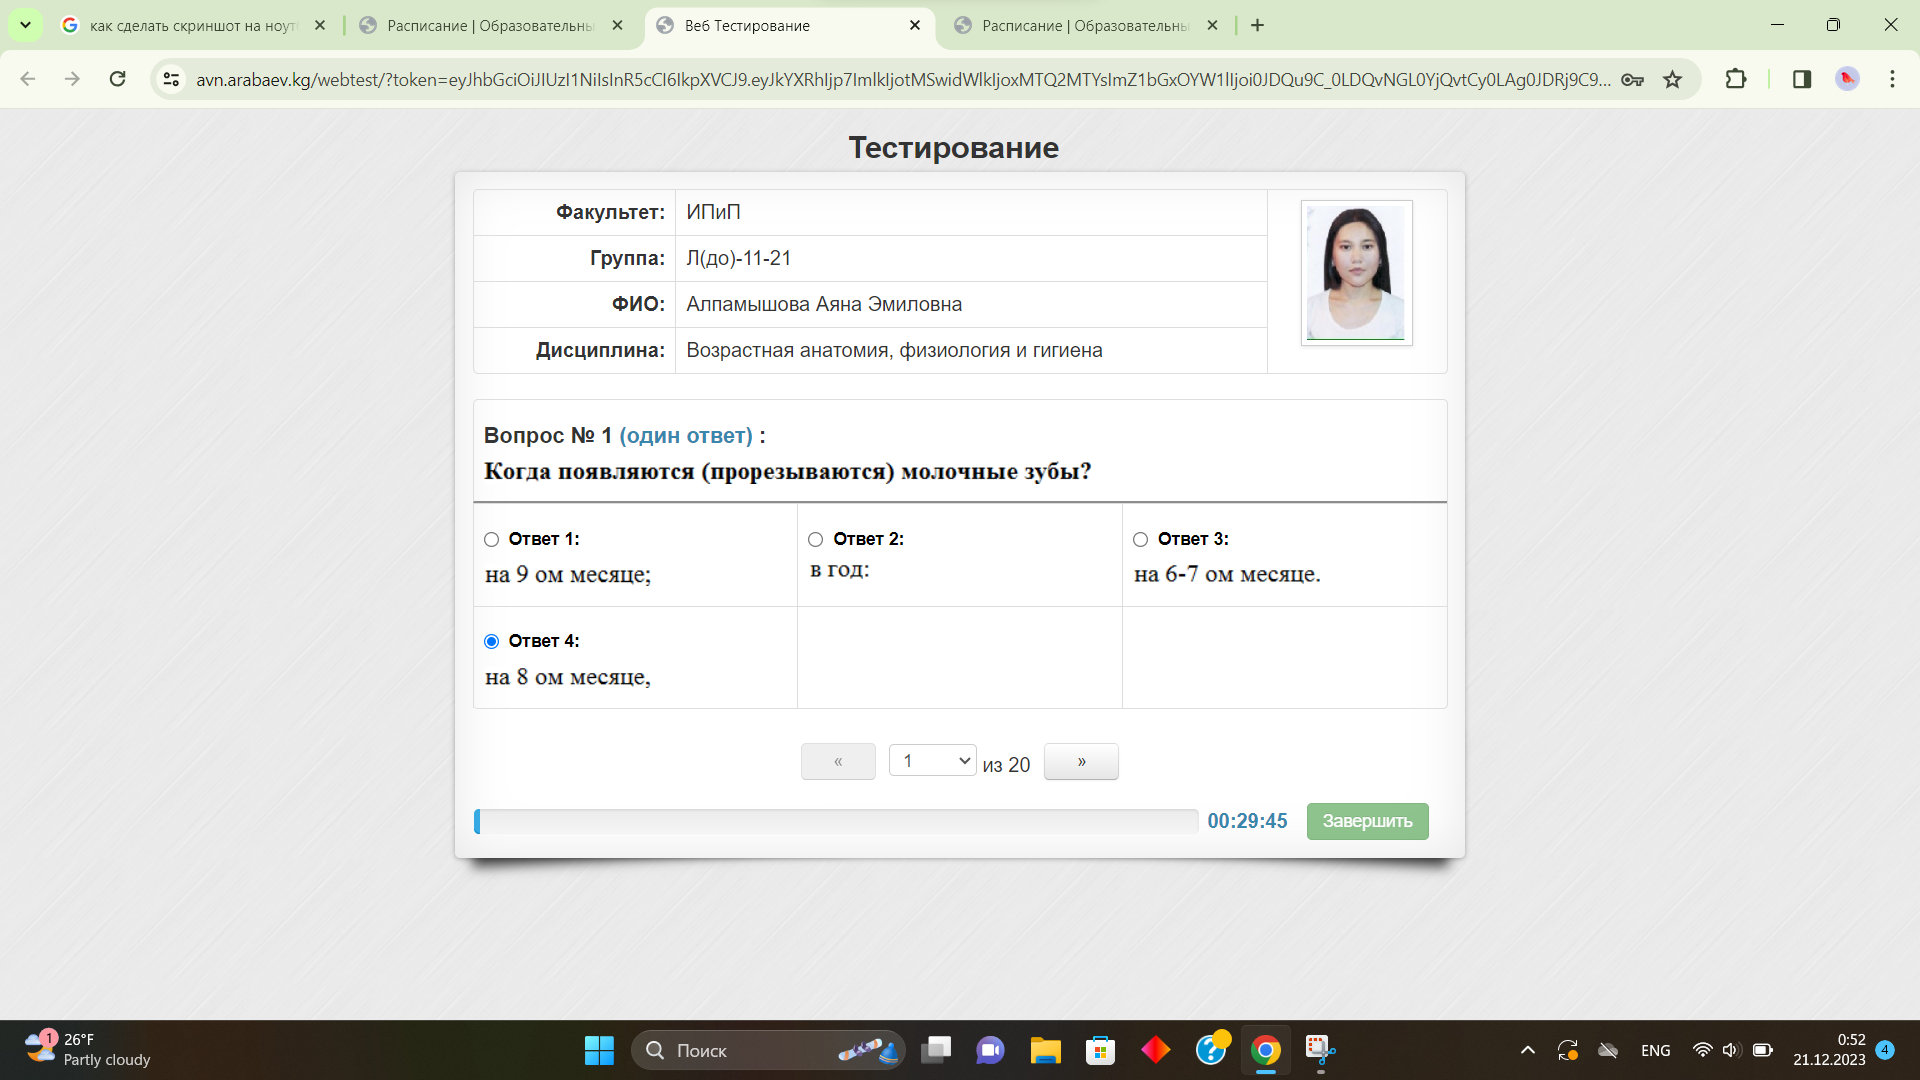 как сделать скриншот на ноут
Расписание | Образовательны
Веб Тестирование
Расписание | Образовательны
avn.arabaev.kg/webtest/?token=eyJhbGciOiJIUzI1NiIsInR5cCI6IkpXVCJ9.eyJkYXRhIjp7ImlkIjotMSwidWlkIjoxMTQ2MTYsImZ1bGxOYW1lIjoi0JDQu9C_0LDQvNGL0YjQvtCy0LAg0JDRj9C9...
Тестирование
Факультет: ИПиП
Группа: Л(до)-11-21
ФИО: Алпамышова Аяна Эмиловна
Дисциплина: Возрастная анатомия, физиология и гигиена
Вопрос № 1 (один ответ) :
Когда появляются (прорезываются) молочные зубы?
Ответ 1:
на 9 ом месяце;
Ответ 2:
в год:
Ответ 3:
на 6-7 ом месяце.
Ответ 4:
на 8 ом месяце,
« 1 из 20 »
00:29:45 Завершить
1
26°F
Partly cloudy
Поиск
ENG
0:52
21.12.2023
4